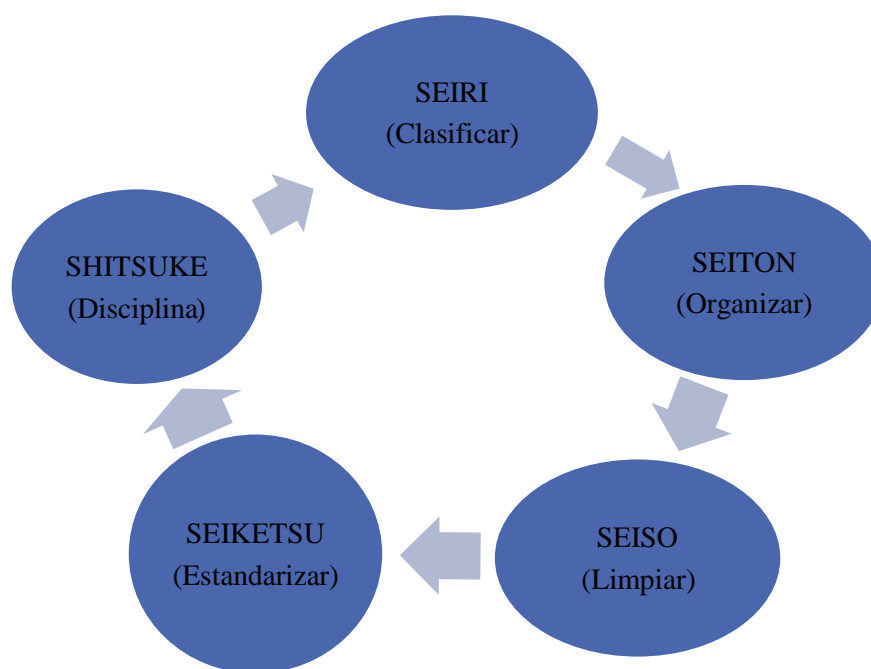 SEIRI
(Clasificar)
SEITON
(Organizar)
SEISO
(Limpiar)
SEIKETSU
(Estandarizar)
SHITSUKE
(Disciplina)